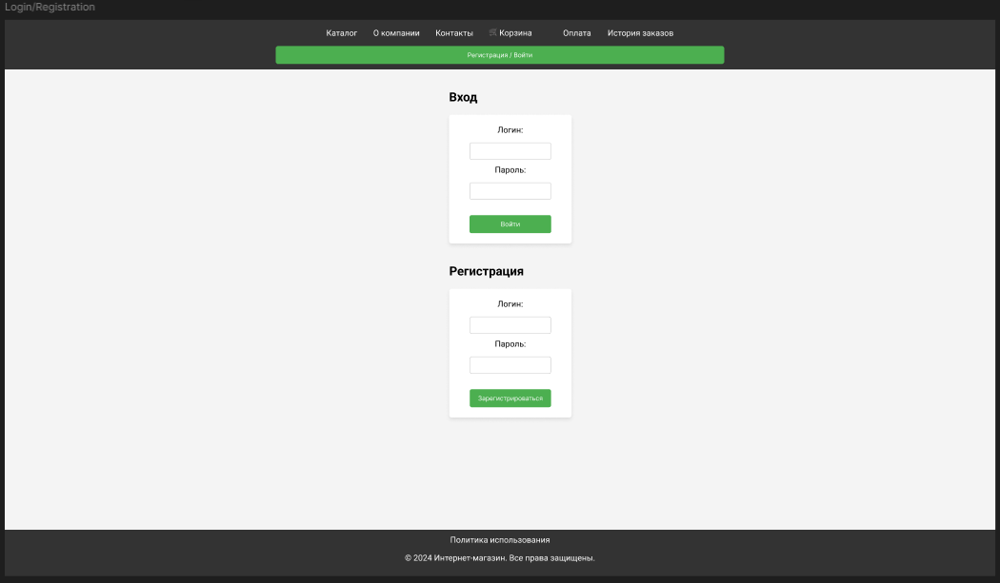 Login/Registration
Каталог О компании Контакты 🛒 Корзина Оплата История заказов
Регистрация / Войти
Вход
Логин:
Пароль:
Войти
Регистрация
Логин:
Пароль:
Зарегистрироваться
Политика использования
© 2024 Интернет-магазин. Все права защищены.